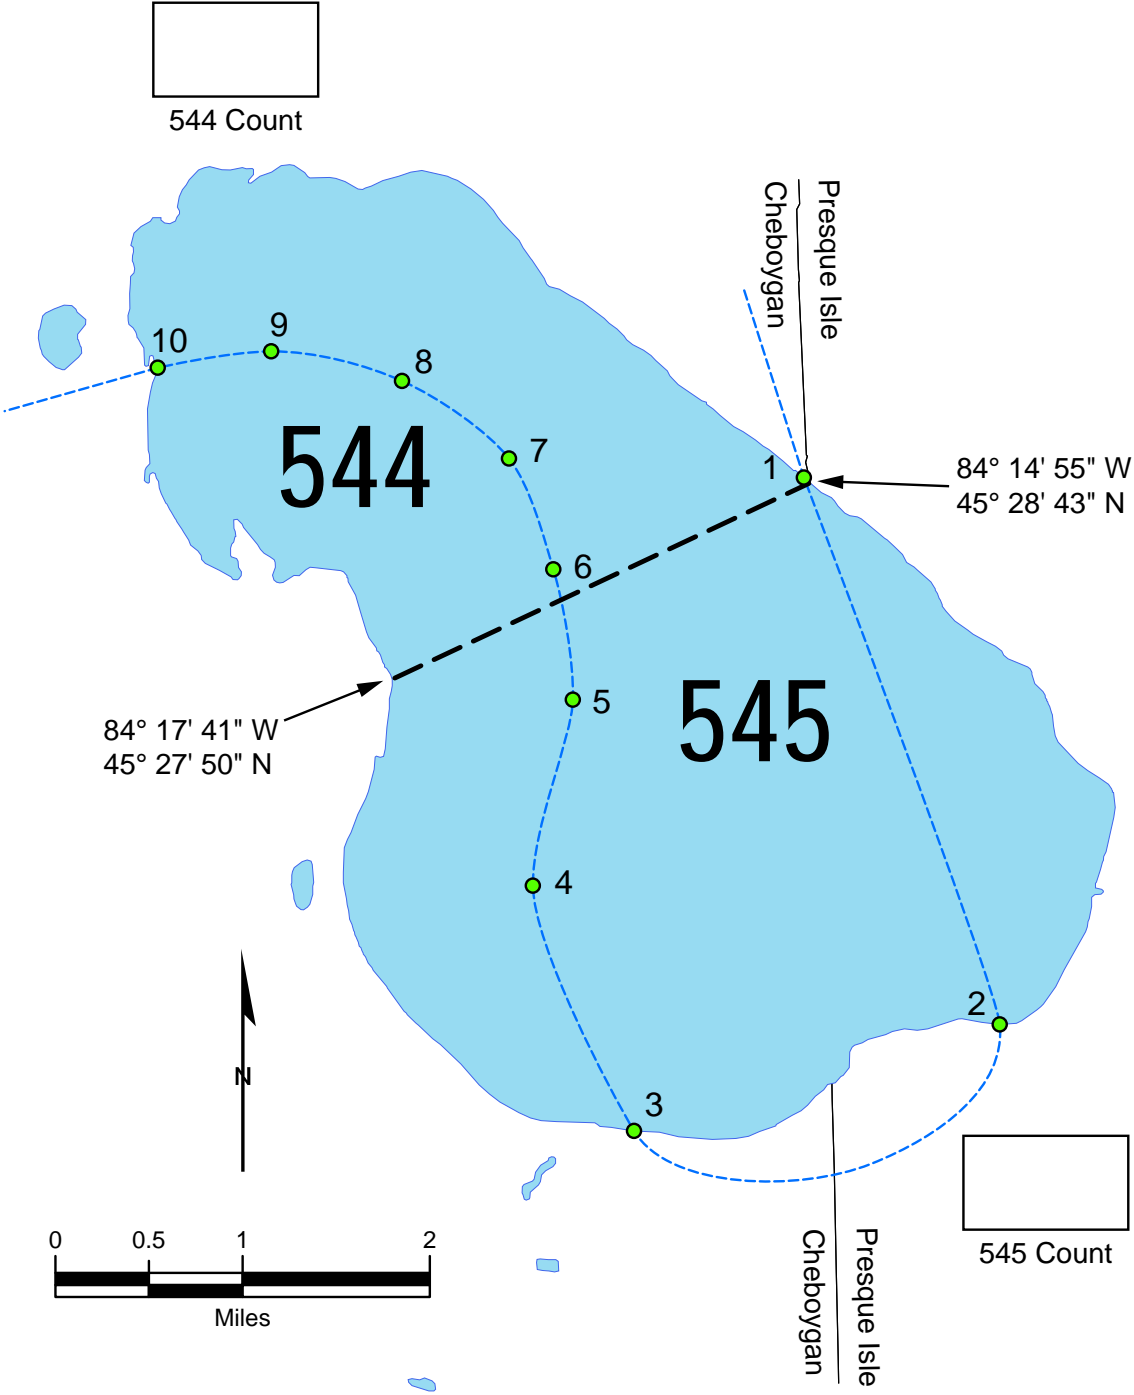 544 Count
Presque Isle
Cheboygan
10
9
8
544
7
1
84° 14' 55" W
45° 28' 43" N
6
545
5
84° 17' 41" W
45° 27' 50" N
4
2
N
3
0 0.5 1 2
Miles
545 Count
Presque Isle
Cheboygan